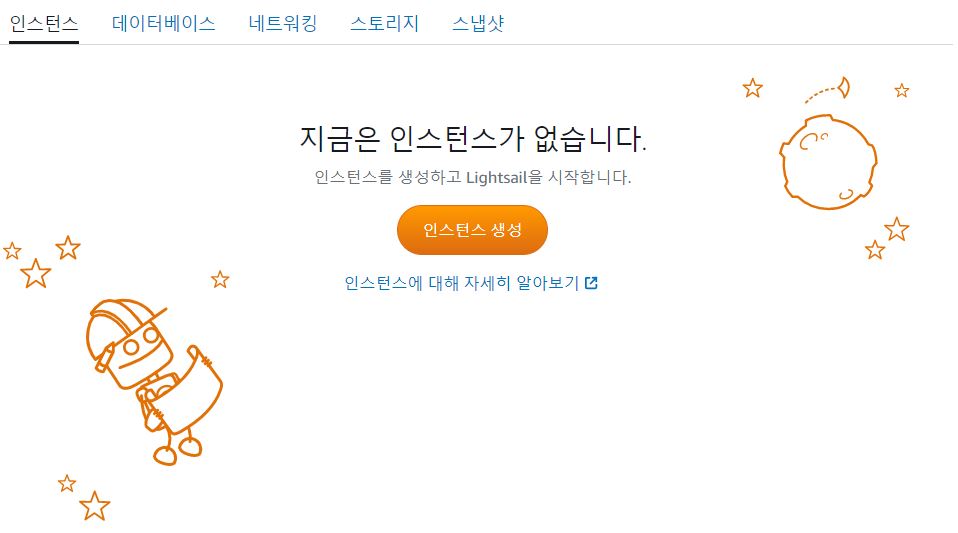 인스턴스 데이터베이스 네트워킹 스토리지 스냅샷
지금은 인스턴스가 없습니다.
인스턴스를 생성하고 Lightsail을 시작합니다.
인스턴스 생성
인스턴스에 대해 자세히 알아보기